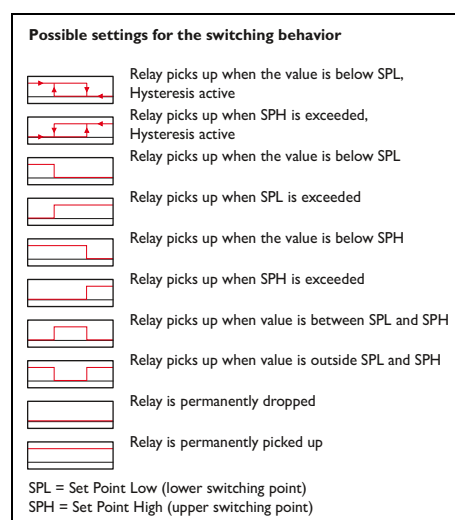 Possible settings for the switching behavior
Relay picks up when the value is below SPL,
Hysteresis active
Relay picks up when SPH is exceeded,
Hysteresis active
Relay picks up when the value is below SPL
Relay picks up when SPL is exceeded
Relay picks up when the value is below SPH
Relay picks up when SPH is exceeded
Relay picks up when value is between SPL and SPH
Relay picks up when value is outside SPL and SPH
Relay is permanently dropped
Relay is permanently picked up
SPL = Set Point Low (lower switching point)
SPH = Set Point High (upper switching point)